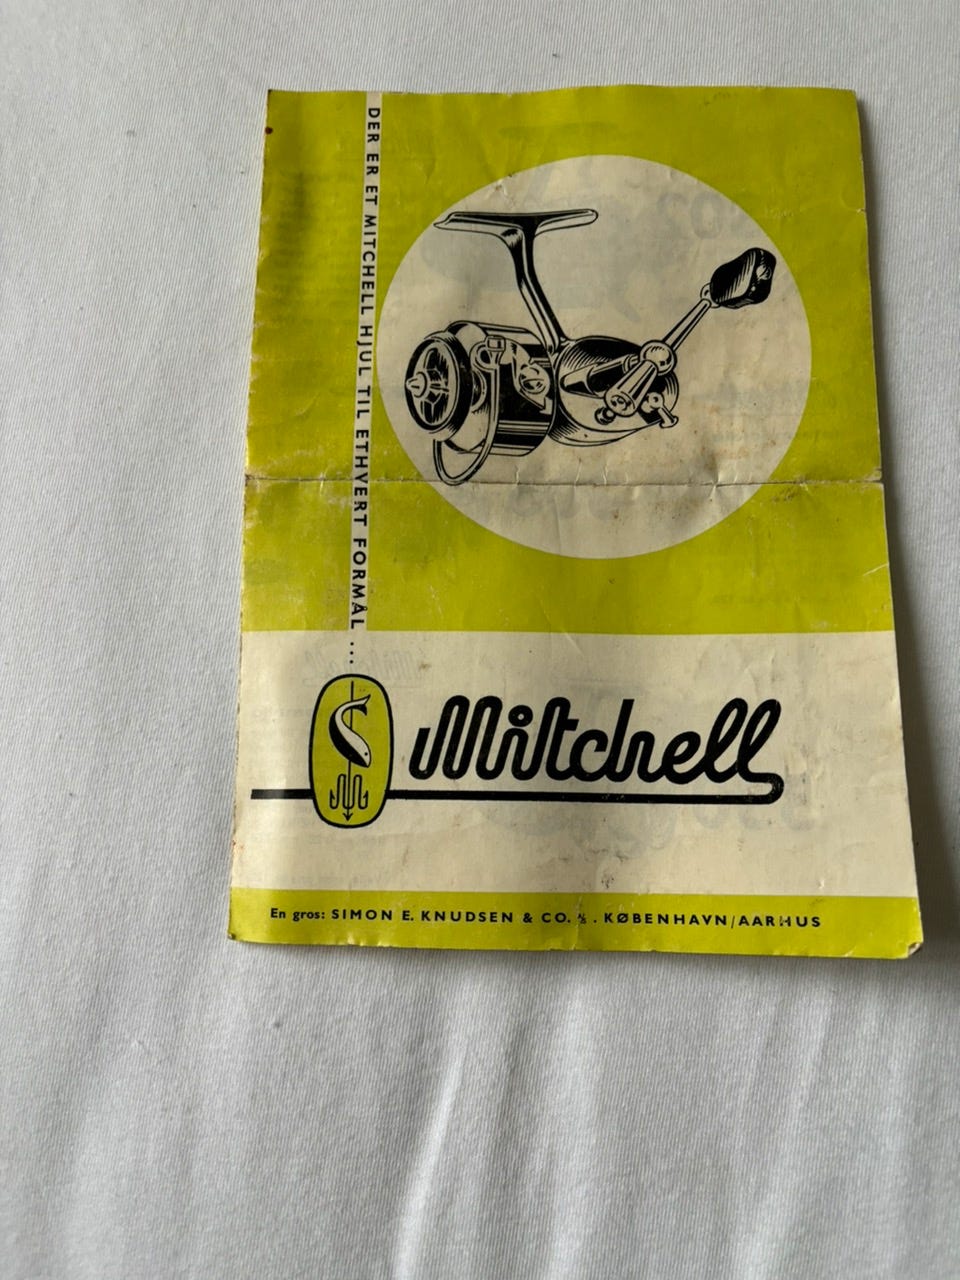 DER ER ET MITCHELL HJUL TIL ETHVERT FORMÅL ...
Mitchell
En gros: SIMON E. KNUDSEN & CO. A/S . KØBENHAVN/AARHUS